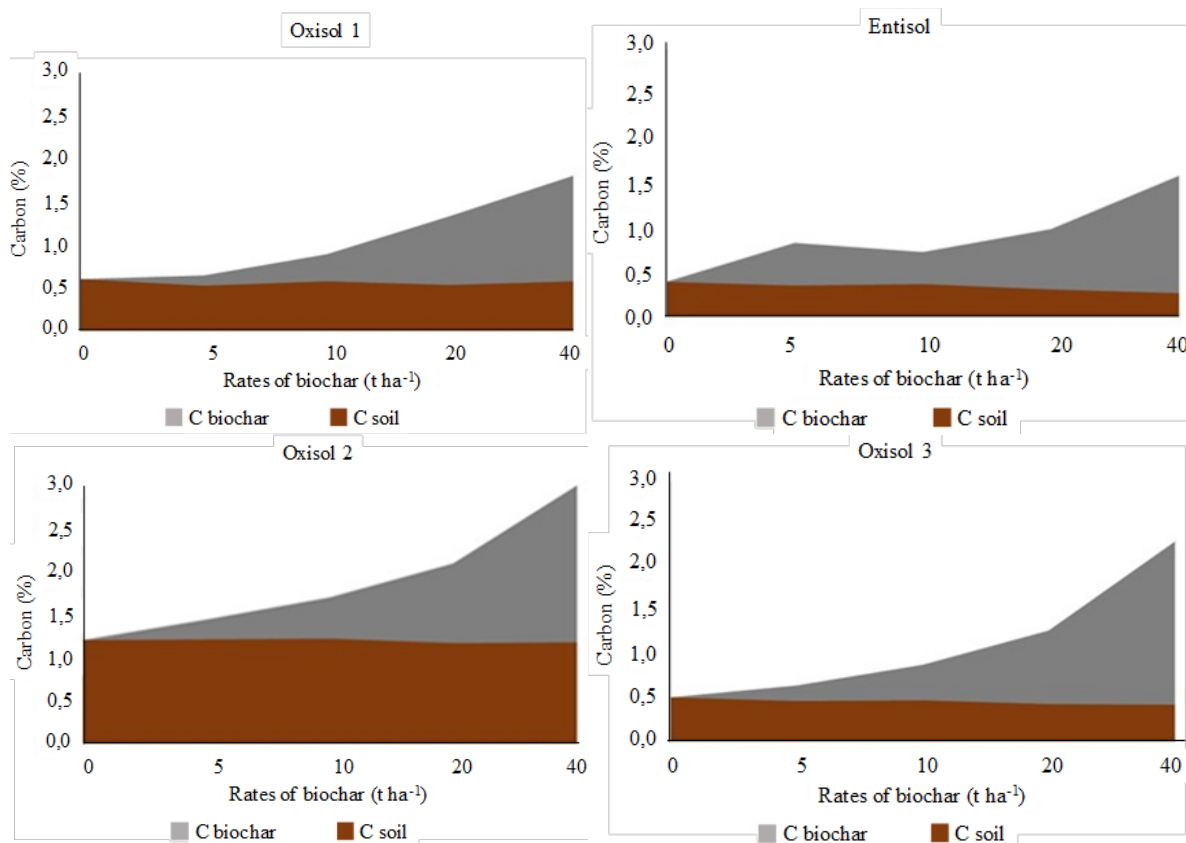 Oxisol 1
3,0
2,5
2,0
1,5
1,0
0,5
0,0
Carbon (%)
0 5 10 20 40
Rates of biochar (t ha⁻¹)
C biochar C soil
Entisol
3,0
2,5
2,0
1,5
1,0
0,5
0,0
Carbon (%)
0 5 10 20 40
Rates of biochar (t ha⁻¹)
C biochar C soil
Oxisol 2
3,0
2,5
2,0
1,5
1,0
0,5
0,0
Carbon (%)
0 5 10 20 40
Rates of biochar (t ha⁻¹)
C biochar C soil
Oxisol 3
3,0
2,5
2,0
1,5
1,0
0,5
0,0
Carbon (%)
0 5 10 20 40
Rates of biochar (t ha⁻¹)
C biochar C soil